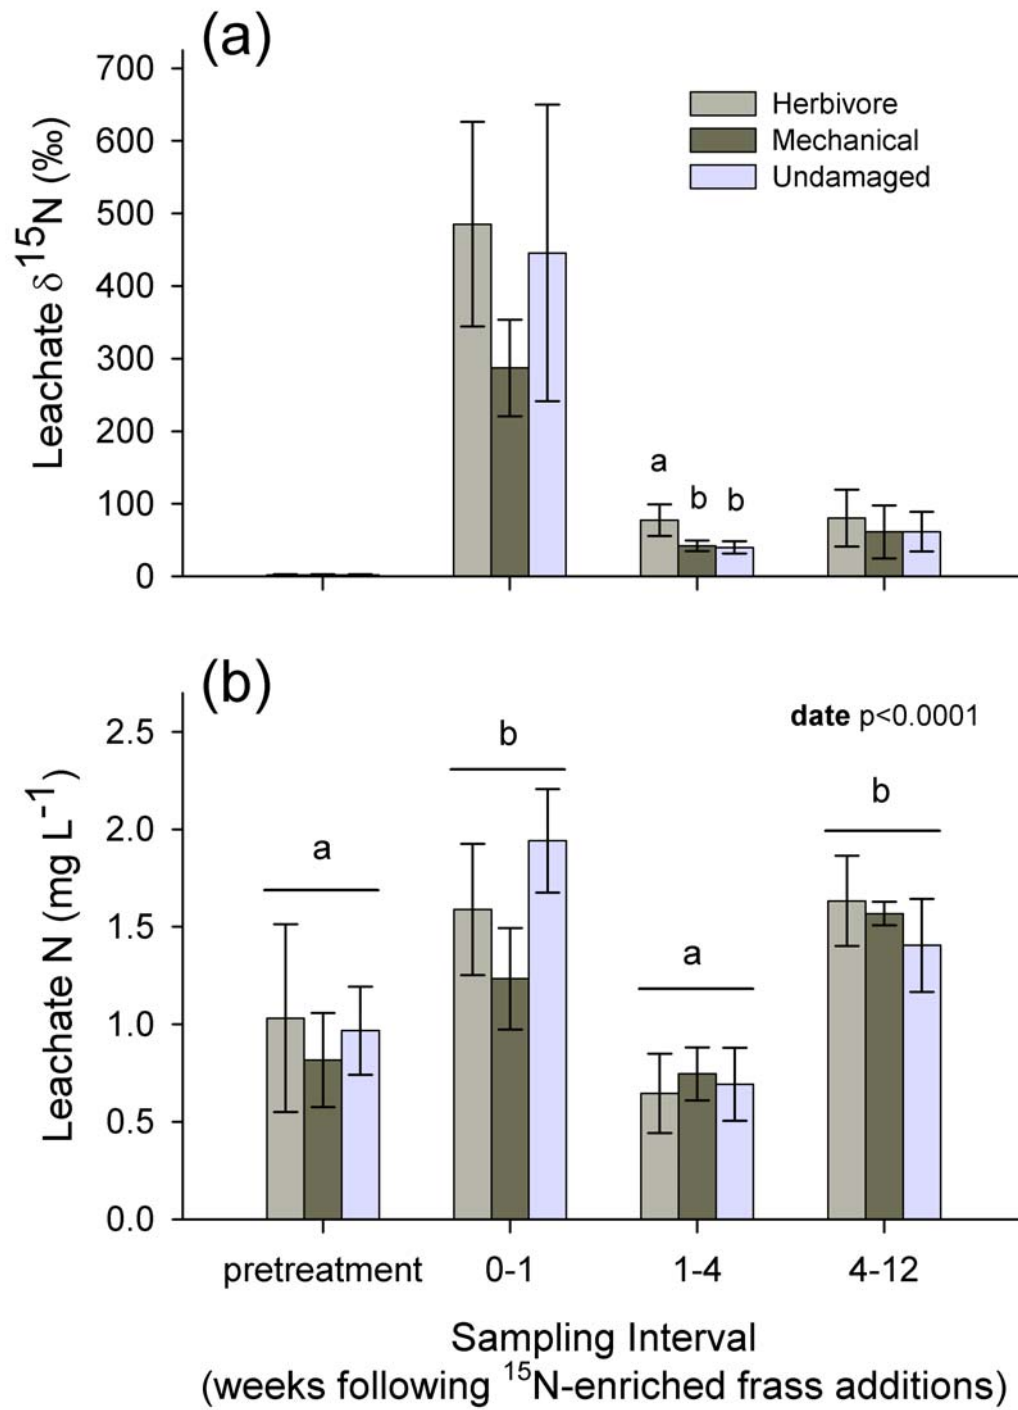 (a)
700
600
500
400
300
200
100
0
Leachate δ¹⁵N (‰)
Herbivore
Mechanical
Undamaged
a
b
b
(b)
date p<0.0001
2.5
2.0
1.5
1.0
0.5
0.0
Leachate N (mg L⁻¹)
a
b
a
b
pretreatment
0-1
1-4
4-12
Sampling Interval
(weeks following ¹⁵N-enriched frass additions)